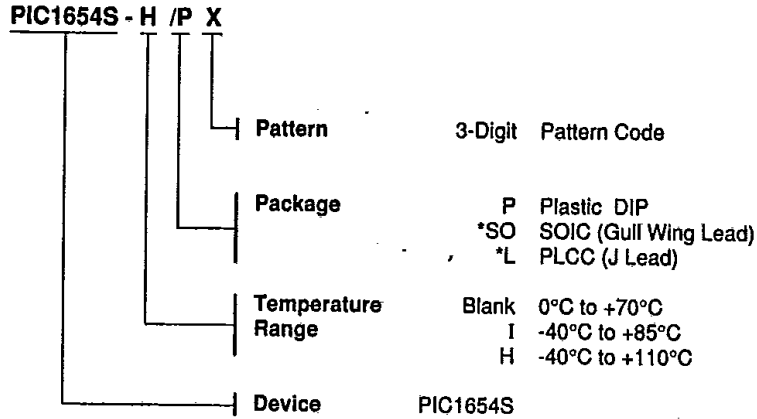 PIC1654S - H /P X
Pattern 3-Digit Pattern Code
Package P Plastic DIP
*SO SOIC (Gull Wing Lead)
*L PLCC (J Lead)
Temperature Blank 0°C to +70°C
Range I -40°C to +85°C
H -40°C to +110°C
Device PIC1654S